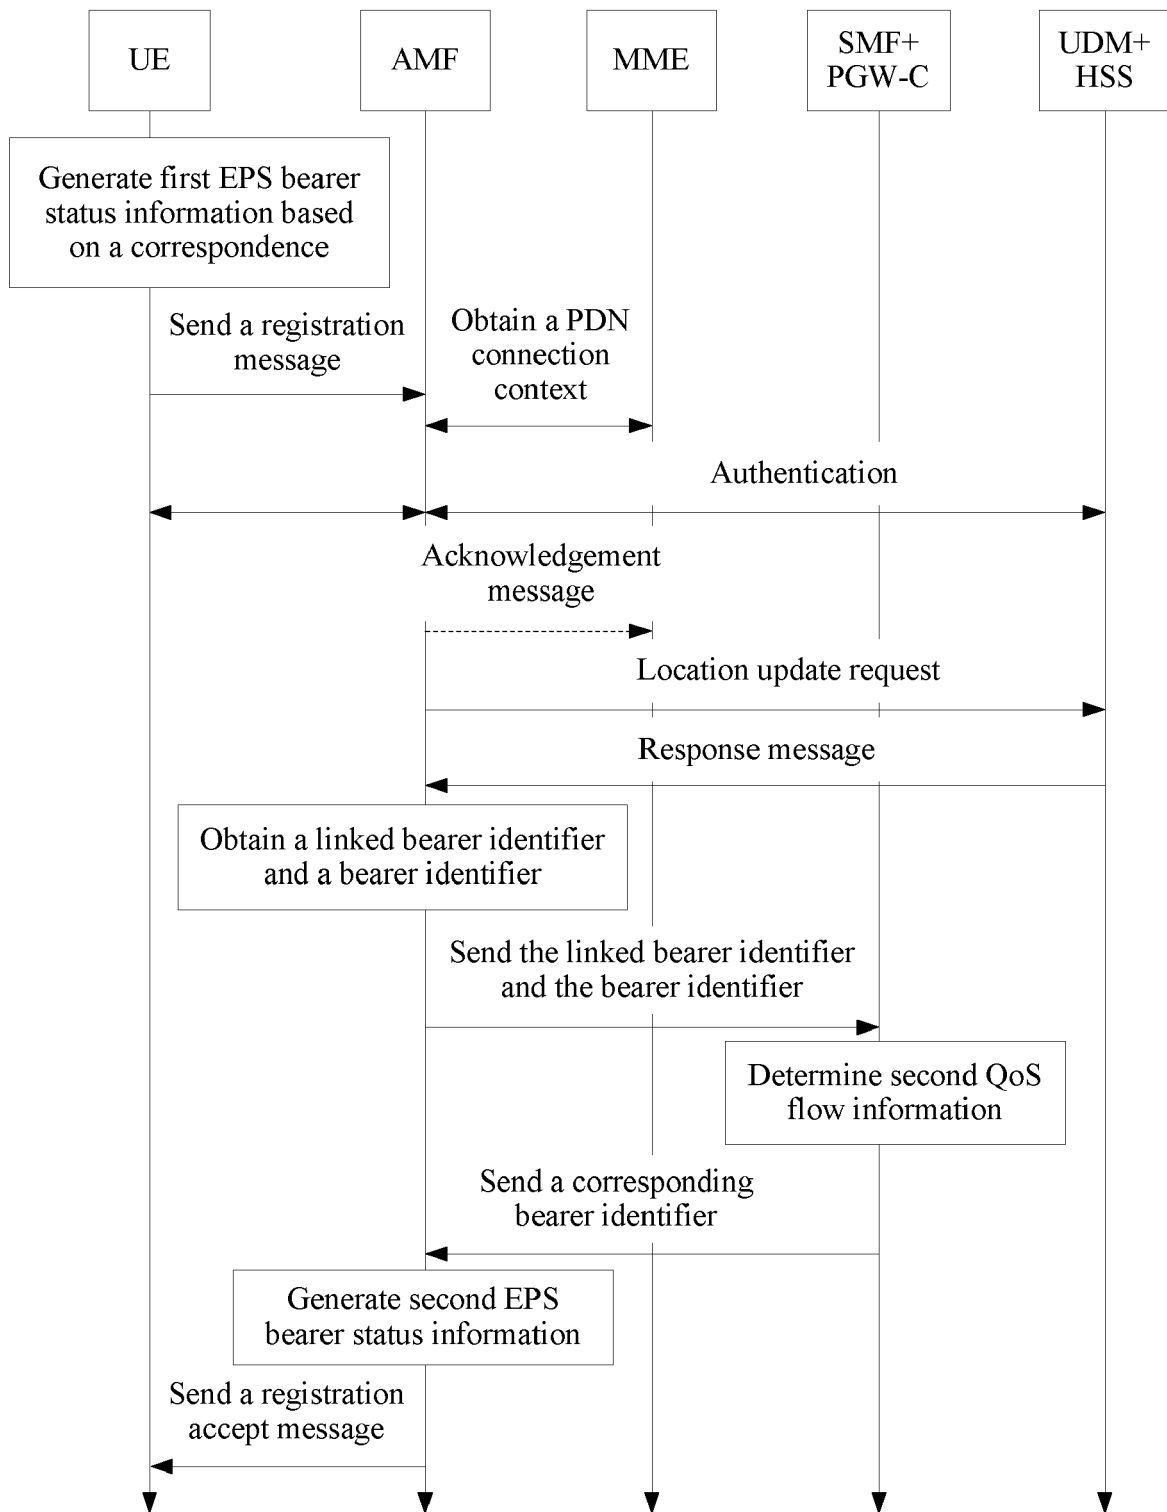 UE
AMF
MME
SMF+
PGW-C
UDM+
HSS
Generate first EPS bearer
status information based
on a correspondence
Send a registration
message
Obtain a PDN
connection
context
Authentication
Acknowledgement
message
Location update request
Response message
Obtain a linked bearer identifier
and a bearer identifier
Send the linked bearer identifier
and the bearer identifier
Determine second QoS
flow information
Send a corresponding
bearer identifier
Generate second EPS
bearer status information
Send a registration
accept message